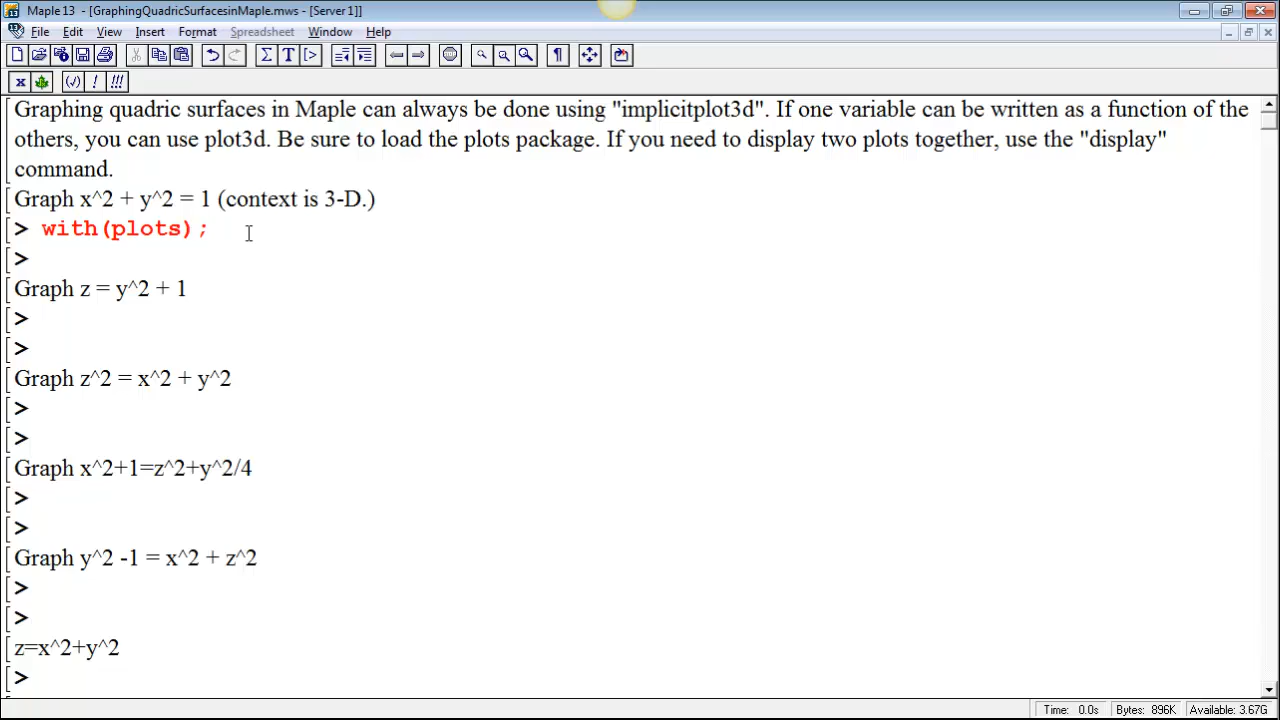 Maple 13 - [GraphingQuadricSurfacesinMaple.mws - [Server 1]]
File Edit View Insert Format Spreadsheet Window Help
Graphing quadric surfaces in Maple can always be done using "implicitplot3d". If one variable can be written as a function of the
others, you can use plot3d. Be sure to load the plots package. If you need to display two plots together, use the "display"
command.
Graph x^2 + y^2 = 1 (context is 3-D.)
> with(plots);
>
Graph z = y^2 + 1
>
>
Graph z^2 = x^2 + y^2
>
>
Graph x^2+1=z^2+y^2/4
>
>
Graph y^2 -1 = x^2 + z^2
>
>
z=x^2+y^2
>
Time: 0.0s Bytes: 896K Available: 3.67G